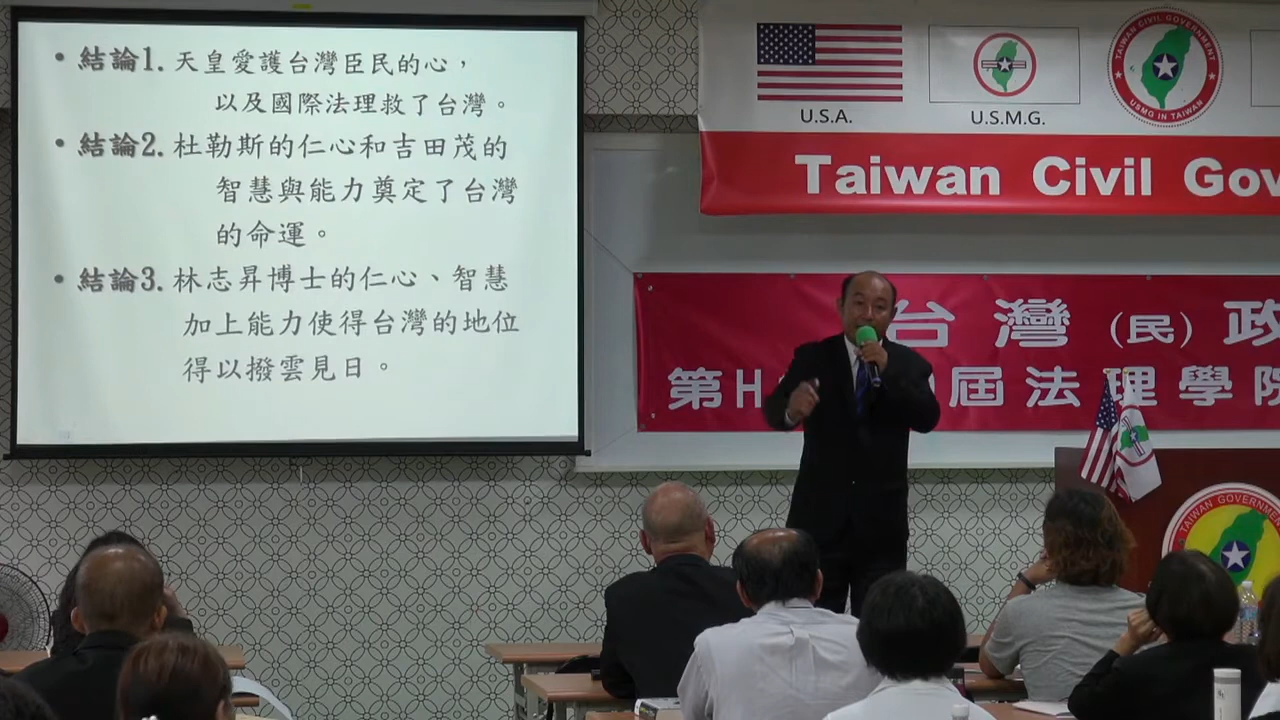 • 結論1. 天皇愛護台灣臣民的心，
以及國際法理救了台灣。
• 結論2. 杜勒斯的仁心和吉田茂的
智慧與能力奠定了台灣
的命運。
• 結論3. 林志昇博士的仁心、智慧
加上能力使得台灣的地位
得以撥雲見日。
U.S.A.
U.S.M.G.
TAIWAN CIVIL GOVERNMENT
USMG IN TAIWAN
Taiwan Civil Gov
台灣(民)政
第H 屆法理學院
TAIWAN GOVERNMENT